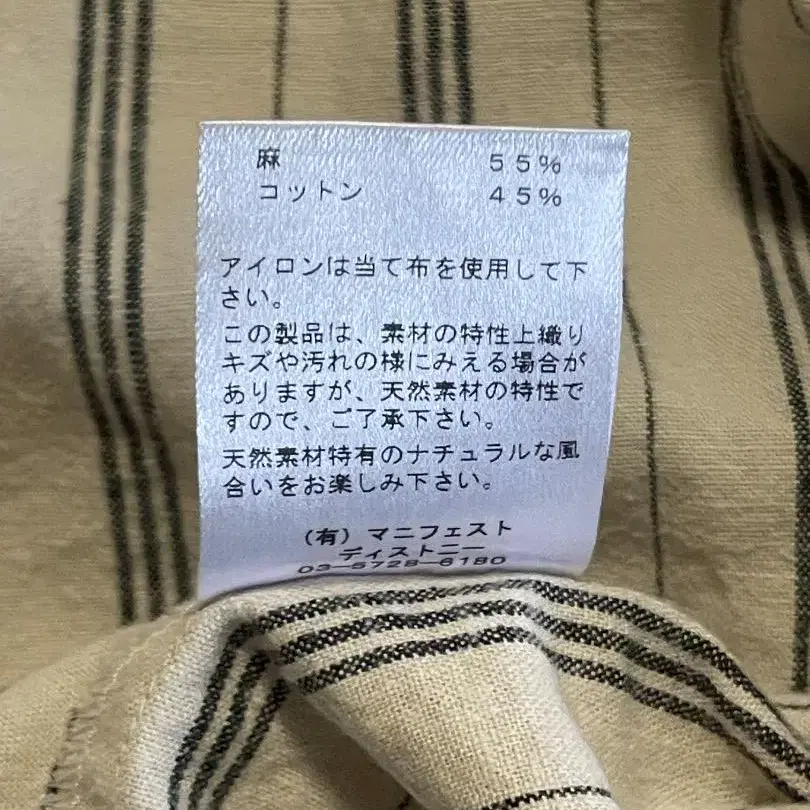 麻 55%
コットン 45%
アイロンは当て布を使用して下
さい。
この製品は、素材の特性上織り
キズや汚れの様にみえる場合が
ありますが、天然素材の特性で
すので、ご了承下さい。
天然素材特有のナチュラルな風
合いをお楽しみ下さい。
(有) マニフェスト
ディストニー
03-5728-6180